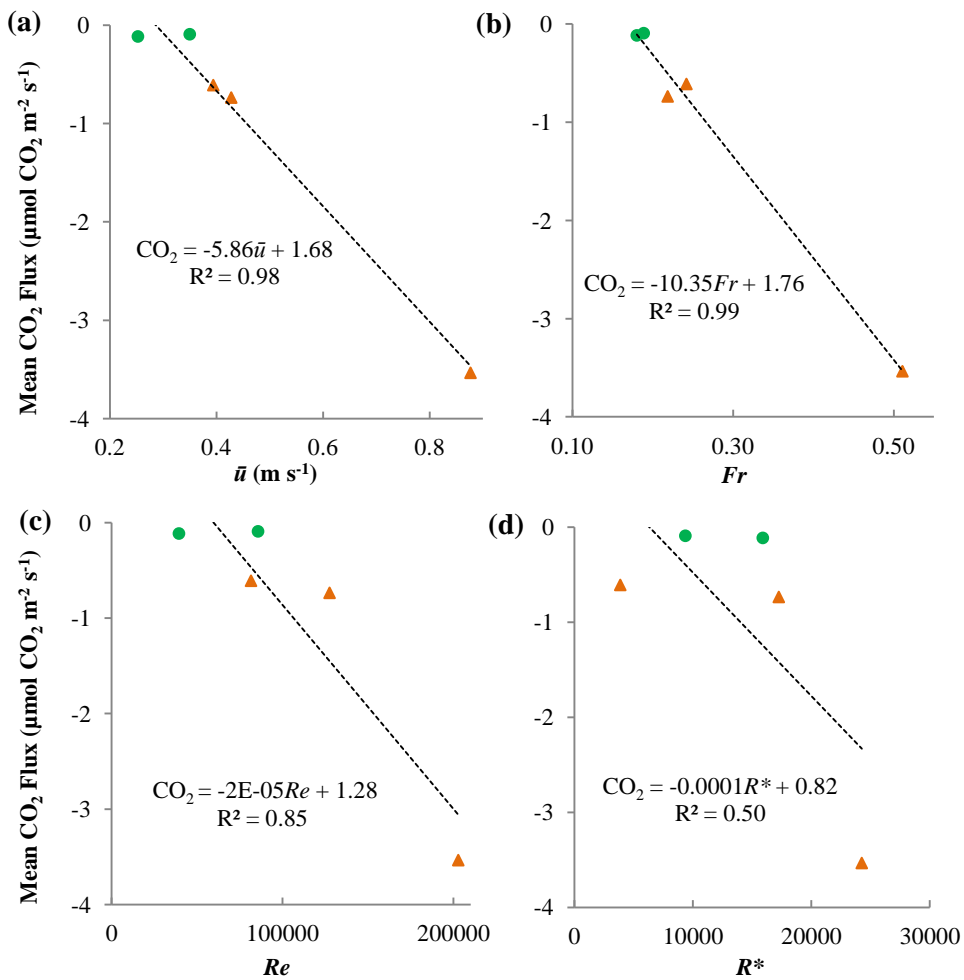 (a)
Mean CO₂ Flux (µmol CO₂ m⁻² s⁻¹)
0
-1
-2
-3
-4
CO₂ = -5.86ū + 1.68
R² = 0.98
0.2 0.4 0.6 0.8
ū (m s⁻¹)
(b)
0
-1
-2
-3
-4
CO₂ = -10.35Fr + 1.76
R² = 0.99
0.10 0.30 0.50
Fr
(c)
Mean CO₂ Flux (µmol CO₂ m⁻² s⁻¹)
0
-1
-2
-3
-4
CO₂ = -2E-05Re + 1.28
R² = 0.85
0 100000 200000
Re
(d)
0
-1
-2
-3
-4
CO₂ = -0.0001R* + 0.82
R² = 0.50
0 10000 20000 30000
R*